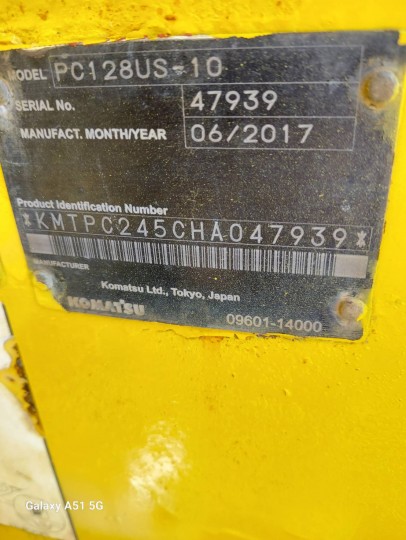 MODEL PC128US-10
SERIAL No. 47939
MANUFACT. MONTH/YEAR 06/2017
Product Identification Number
*KMTPC245CHA047939*
MANUFACTURER
Komatsu Ltd., Tokyo, Japan
KOMATSU
09601-14000
Galaxy A51 5G